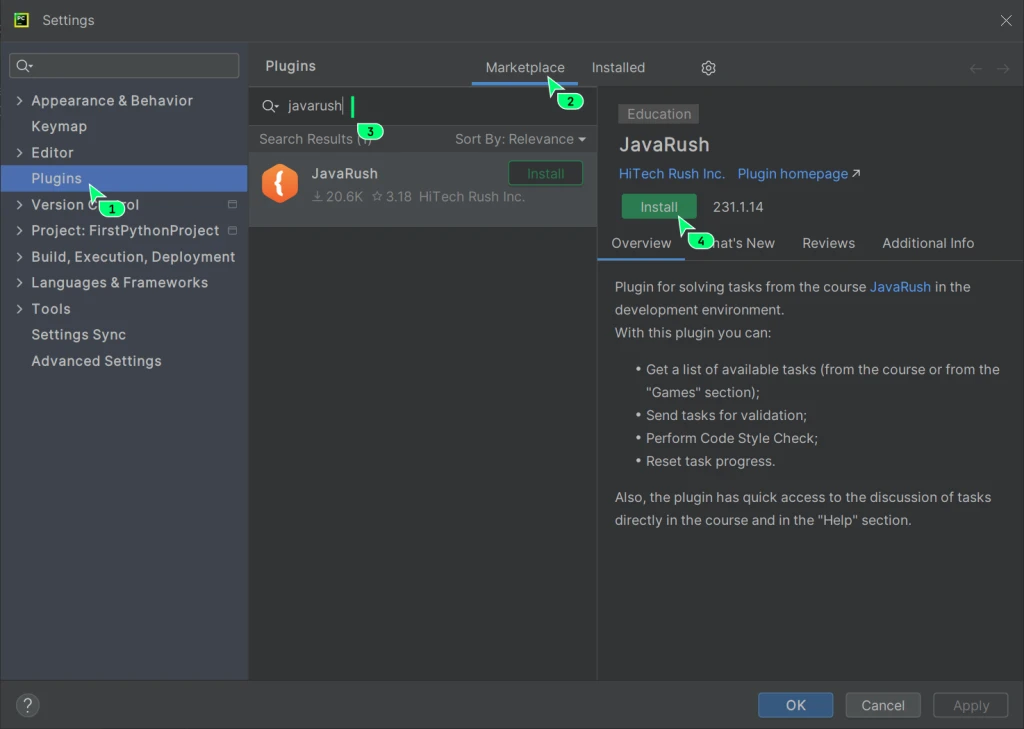 PC
Settings
Appearance & Behavior
Keymap
Editor
Plugins
1
Version Control
Project: FirstPythonProject
Build, Execution, Deployment
Languages & Frameworks
Tools
Settings Sync
Advanced Settings
Plugins
Marketplace
Installed
2
javarush
3
Search Results (1)
Sort By: Relevance
JavaRush
Install
20.6K
3.18
HiTech Rush Inc.
Education
JavaRush
HiTech Rush Inc. Plugin homepage
Install
231.1.14
4
Overview
What's New
Reviews
Additional Info
Plugin for solving tasks from the course JavaRush in the
development environment.
With this plugin you can:
• Get a list of available tasks (from the course or from the
"Games" section);
• Send tasks for validation;
• Perform Code Style Check;
• Reset task progress.
Also, the plugin has quick access to the discussion of tasks
directly in the course and in the "Help" section.
?
OK
Cancel
Apply